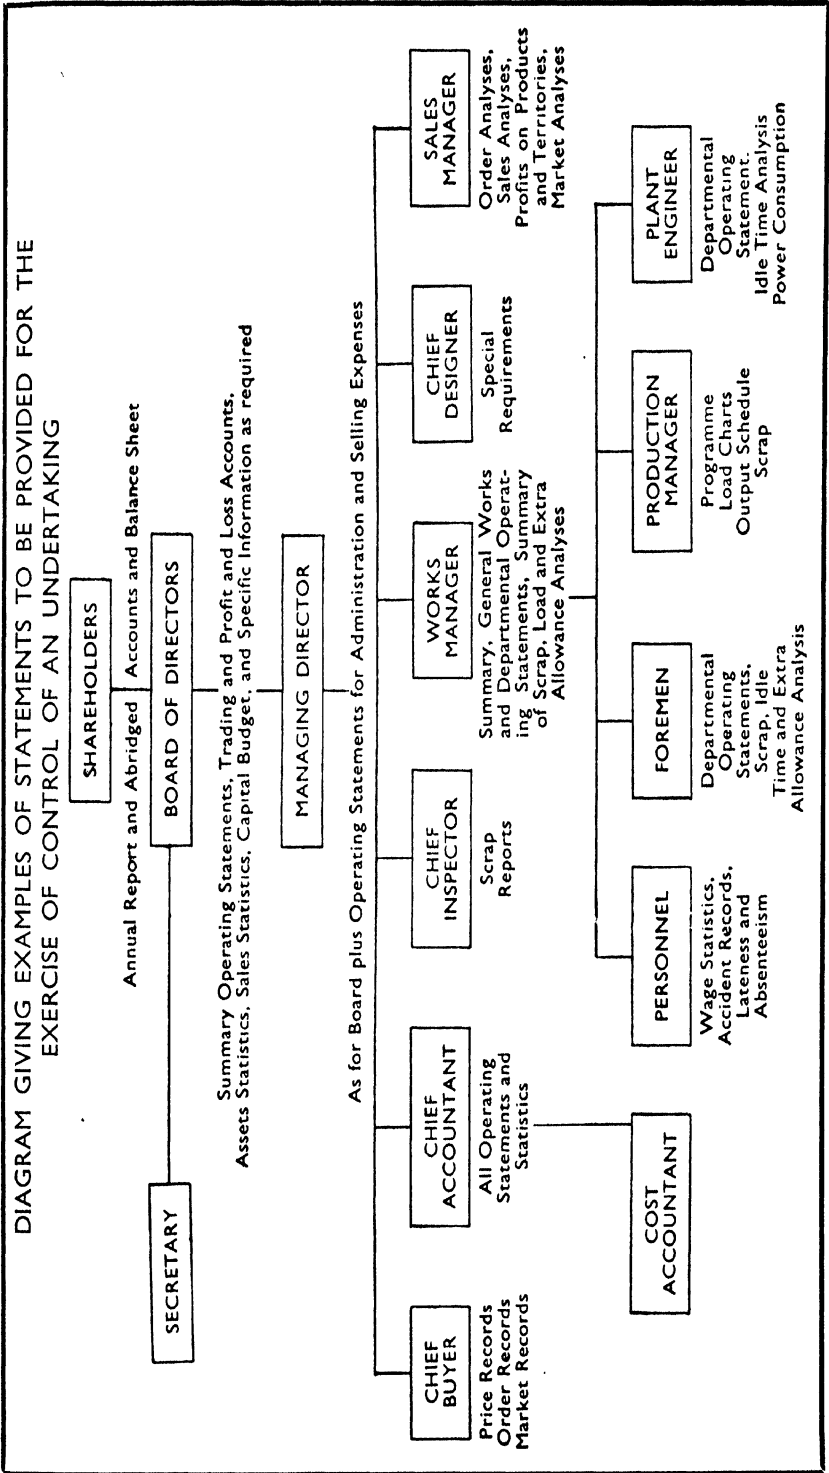 DIAGRAM GIVING EXAMPLES OF STATEMENTS TO BE PROVIDED FOR THE
EXERCISE OF CONTROL OF AN UNDERTAKING
SHAREHOLDERS
Annual Report and Abridged Accounts and Balance Sheet
SECRETARY
BOARD OF DIRECTORS
Summary Operating Statements, Trading and Profit and Loss Accounts,
Assets Statistics, Sales Statistics, Capital Budget, and Specific Information as required
MANAGING DIRECTOR
As for Board plus Operating Statements for Administration and Selling Expenses
CHIEF
BUYER
Price Records
Order Records
Market Records
CHIEF
ACCOUNTANT
All Operating
Statements and
Statistics
CHIEF
INSPECTOR
Scrap
Reports
WORKS
MANAGER
Summary, General Works
and Departmental Operat-
ing Statements, Summary
of Scrap, Load and Extra
Allowance Analyses
CHIEF
DESIGNER
Special
Requirements
SALES
MANAGER
Order Analyses,
Sales Analyses,
Profits on Products
and Territories,
Market Analyses
COST
ACCOUNTANT
PERSONNEL
Wage Statistics,
Accident Records,
Lateness and
Absenteeism
FOREMEN
Departmental
Operating
Statements,
Scrap, Idle
Time and Extra
Allowance Analysis
PRODUCTION
MANAGER
Programme
Load Charts
Output Schedule
Scrap
PLANT
ENGINEER
Departmental
Operating
Statement.
Idle Time Analysis
Power Consumption